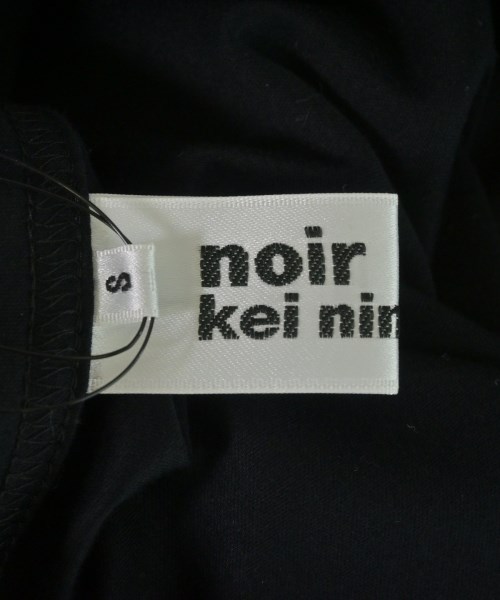 noir
kei nin
S